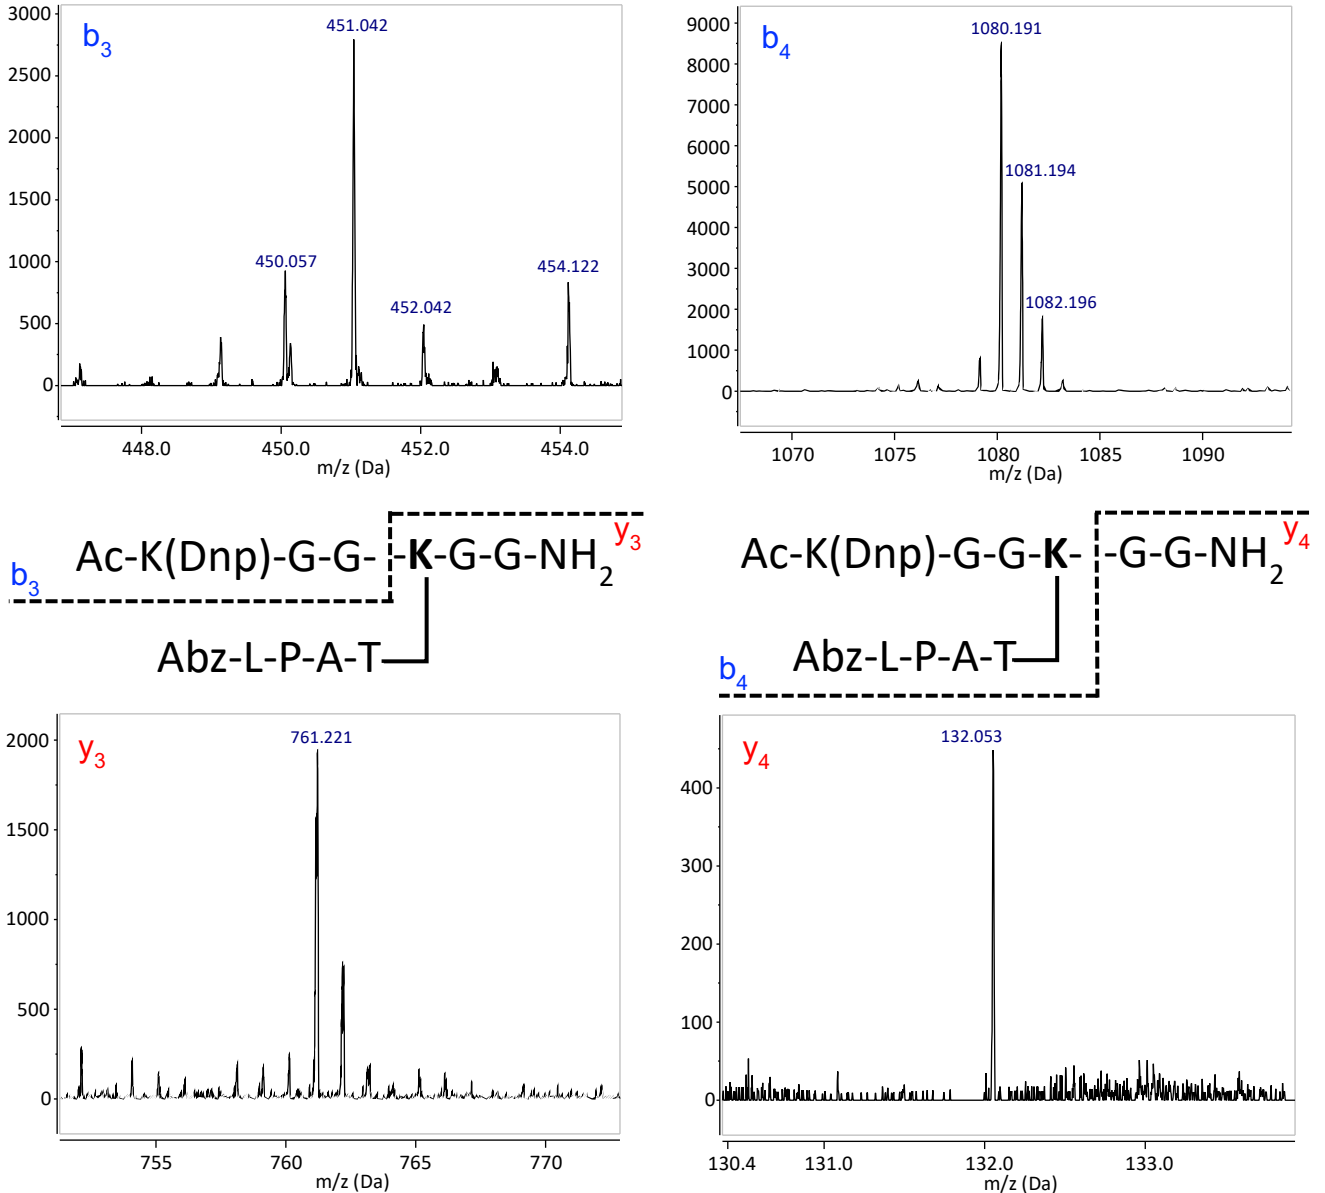 b3
3000
2500
2000
1500
1000
500
0
451.042
450.057
452.042
454.122
448.0 450.0 452.0 454.0
m/z (Da)
b4
9000
8000
7000
6000
5000
4000
3000
2000
1000
0
1080.191
1081.194
1082.196
1070 1075 1080 1085 1090
m/z (Da)
Ac-K(Dnp)-G-G- -K-G-G-NH2 y3
b3
Abz-L-P-A-T
Ac-K(Dnp)-G-G-K- -G-G-NH2 y4
b4
Abz-L-P-A-T
y3
2000
1500
1000
500
0
761.221
755 760 765 770
m/z (Da)
y4
400
300
200
100
0
132.053
130.4 131.0 132.0 133.0
m/z (Da)